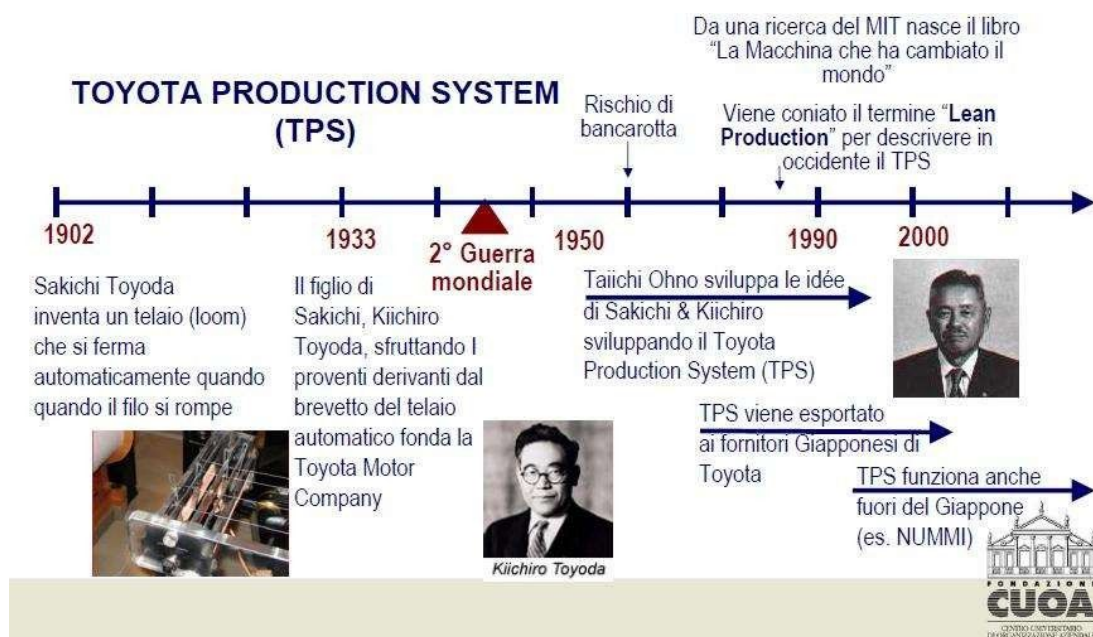 Da una ricerca del MIT nasce il libro
"La Macchina che ha cambiato il
mondo"
TOYOTA PRODUCTION SYSTEM
(TPS)
Rischio di
bancarotta
Viene coniato il termine "Lean
Production" per descrivere in
occidente il TPS
1902
1933
2° Guerra
mondiale
1950
1990
2000
Sakichi Toyoda
inventa un telaio (loom)
che si ferma
automaticamente quando
quando il filo si rompe
Il figlio di
Sakichi, Kiichiro
Toyoda, sfruttando I
proventi derivanti dal
brevetto del telaio
automatico fonda la
Toyota Motor
Company
Kiichiro Toyoda
Taiichi Ohno sviluppa le idée
di Sakichi & Kiichiro
sviluppando il Toyota
Production System (TPS)
TPS viene esportato
ai fornitori Giapponesi di
Toyota
TPS funziona anche
fuori del Giappone
(es. NUMMI)
FONDAZIONE
CUOA
CENTRO UNIVERSITARIO
DI ORGANIZZAZIONE AZIENDALE